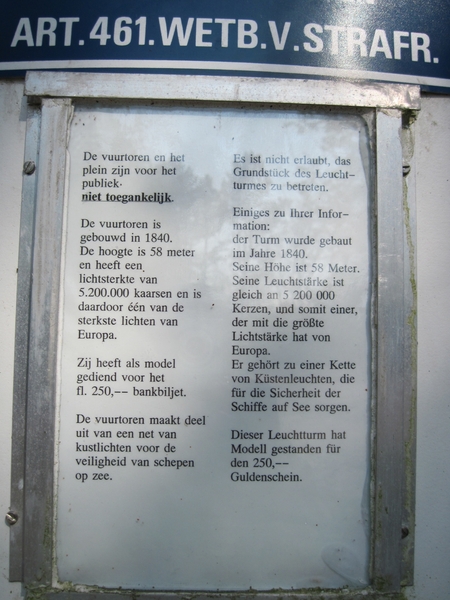 ART.461.WETB.V.STRAFR.
De vuurtoren en het
plein zijn voor het
publiek-
niet toegankelijk.
De vuurtoren is
gebouwd in 1840.
De hoogte is 58 meter
en heeft een
lichtsterkte van
5.200.000 kaarsen en is
daardoor één van de
sterkste lichten van
Europa.
Zij heeft als model
gediend voor het
fl. 250,-- bankbiljet.
De vuurtoren maakt deel
uit van een net van
kustlichten voor de
veiligheid van schepen
op zee.
Es ist nicht erlaubt, das
Grundstück des Leucht-
turmes zu betreten.
Einiges zu Ihrer Infor-
mation:
der Turm wurde gebaut
im Jahre 1840.
Seine Höhe ist 58 Meter.
Seine Leuchtstärke ist
gleich an 5 200 000
Kerzen, und somit einer,
der mit die größte
Lichtstärke hat von
Europa.
Er gehört zu einer Kette
von Küstenleuchten, die
für die Sicherheit der
Schiffe auf See sorgen.
Dieser Leuchtturm hat
Modell gestanden für
den 250,--
Guldenschein.